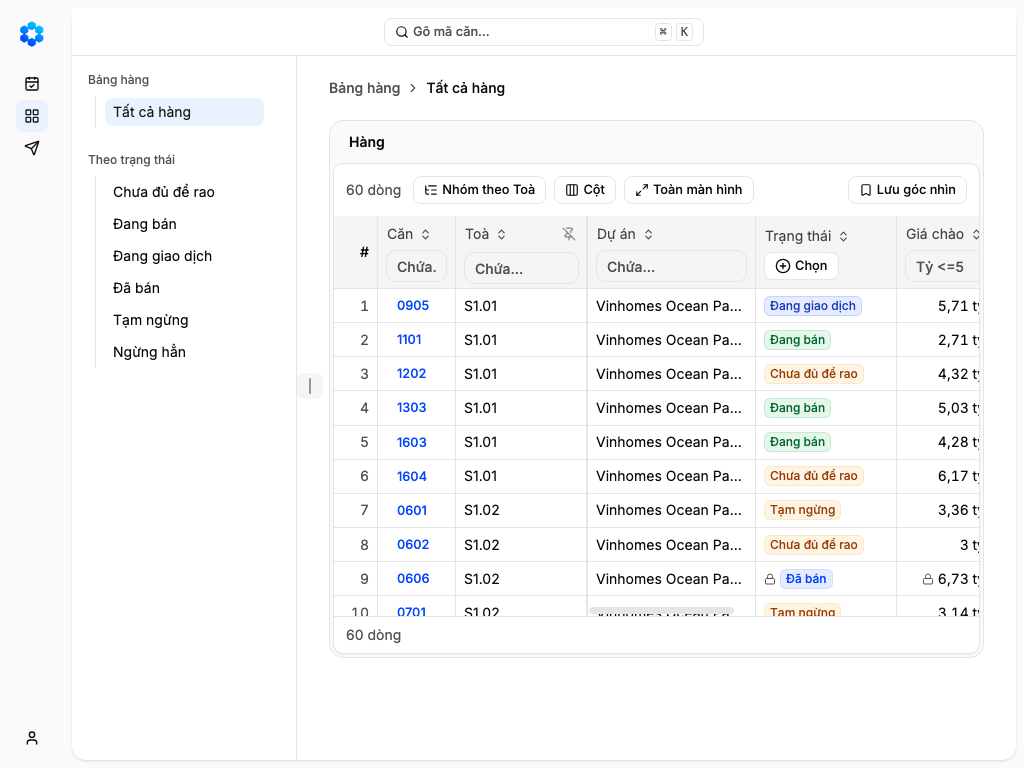 Gõ mã căn... ⌘ K
Bảng hàng
Tất cả hàng
Theo trạng thái
Chưa đủ để rao
Đang bán
Đang giao dịch
Đã bán
Tạm ngừng
Ngừng hẳn
Bảng hàng > Tất cả hàng
Hàng
60 dòng Nhóm theo Toà Cột Toàn màn hình Lưu góc nhìn
# Căn Toà Dự án Trạng thái Giá chào
Chứa. Chứa... Chứa... Chọn Tỷ <=5
1 0905 S1.01 Vinhomes Ocean Pa... Đang giao dịch 5,71 tỷ
2 1101 S1.01 Vinhomes Ocean Pa... Đang bán 2,71 tỷ
3 1202 S1.01 Vinhomes Ocean Pa... Chưa đủ để rao 4,32 tỷ
4 1303 S1.01 Vinhomes Ocean Pa... Đang bán 5,03 tỷ
5 1603 S1.01 Vinhomes Ocean Pa... Đang bán 4,28 tỷ
6 1604 S1.01 Vinhomes Ocean Pa... Chưa đủ để rao 6,17 tỷ
7 0601 S1.02 Vinhomes Ocean Pa... Tạm ngừng 3,36 tỷ
8 0602 S1.02 Vinhomes Ocean Pa... Chưa đủ để rao 3 tỷ
9 0606 S1.02 Vinhomes Ocean Pa... Đã bán 6,73 tỷ
10 0701 S1.02 Vinhomes Ocean Pa... Tạm ngừng 3,14 tỷ
60 dòng